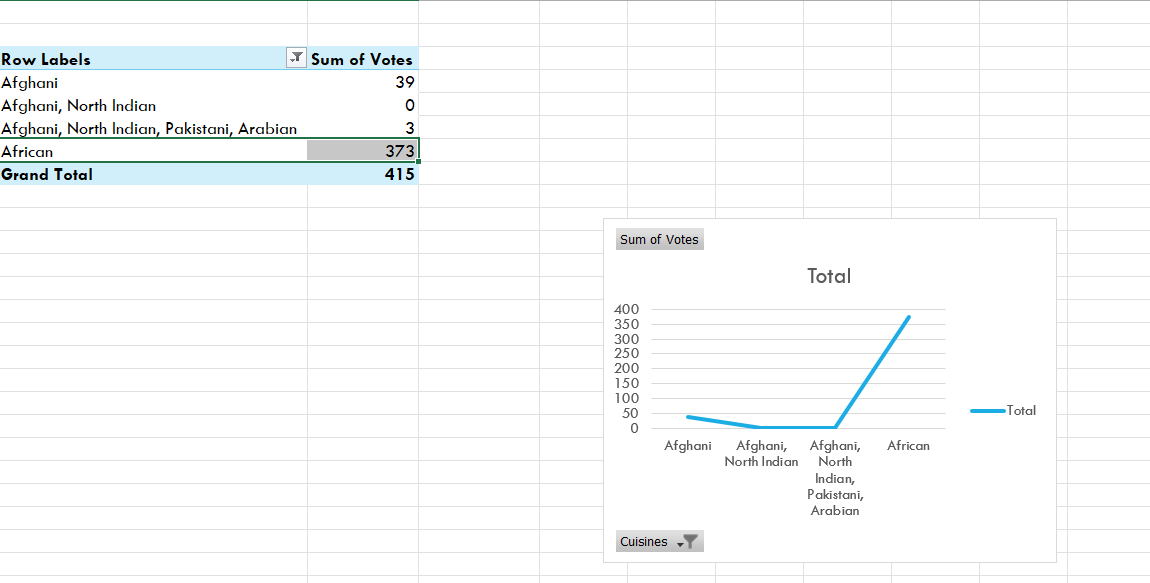 Row Labels Sum of Votes
Afghani 39
Afghani, North Indian 0
Afghani, North Indian, Pakistani, Arabian 3
African 373
Grand Total 415
Sum of Votes
Total
400
350
300
250
200
150
100
50
0
Total
Afghani Afghani, Afghani, African
North Indian North
Indian,
Pakistani,
Arabian
Cuisines